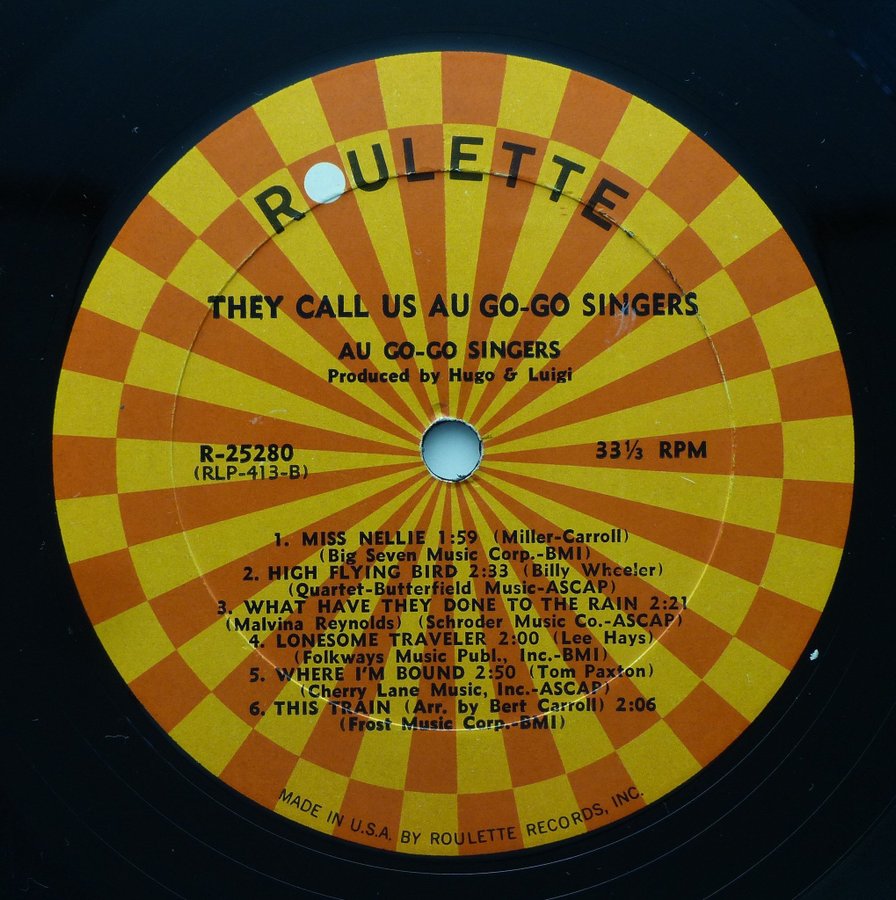 ROULETTE
THEY CALL US AU GO-GO SINGERS
AU GO-GO SINGERS
Produced by Hugo & Luigi
R-25280
(RLP-413-B)
33⅓ RPM
1. MISS NELLIE 1:59 (Miller-Carroll)
(Big Seven Music Corp.-BMI)
2. HIGH FLYING BIRD 2:33 (Billy Wheeler)
(Quartet-Butterfield Music-ASCAP)
3. WHAT HAVE THEY DONE TO THE RAIN 2:21
(Malvina Reynolds) (Schroder Music Co.-ASCAP)
4. LONESOME TRAVELER 2:00 (Lee Hays)
(Folkways Music Publ., Inc.-BMI)
5. WHERE I'M BOUND 2:50 (Tom Paxton)
(Cherry Lane Music, Inc.-ASCAP)
6. THIS TRAIN (Arr. by Bert Carroll) 2:06
(Frost Music Corp.-BMI)
MADE IN U.S.A. BY ROULETTE RECORDS, INC.